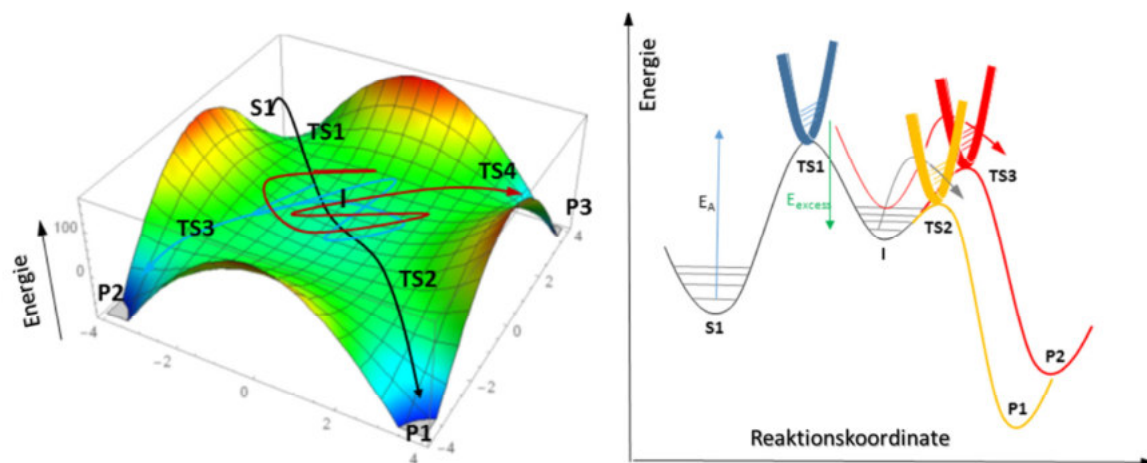 S1
TS1
TS4
I
P3
TS3
TS2
P2
P1
Energie
100
0
-4
-2
0
2
4
-4
-2
0
2
4
Energie
TS1
TS3
E_A
E_excess
TS2
I
S1
P2
P1
Reaktionskoordinate